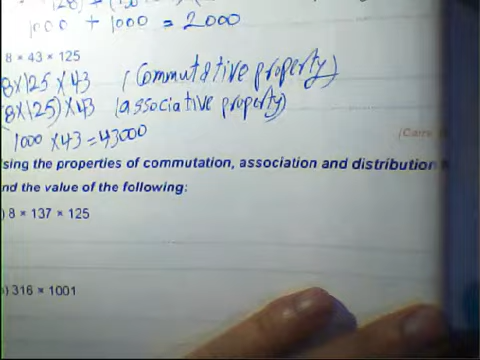 1000 + 1000 = 2000
8 × 43 × 125
8×125 ×43 (Commutative property)
(8×125) ×43 (associative property)
1000 ×43 = 43000
(Cairo
sing the properties of commutation, association and distribution
nd the value of the following:
) 8 × 137 × 125
) 316 × 1001